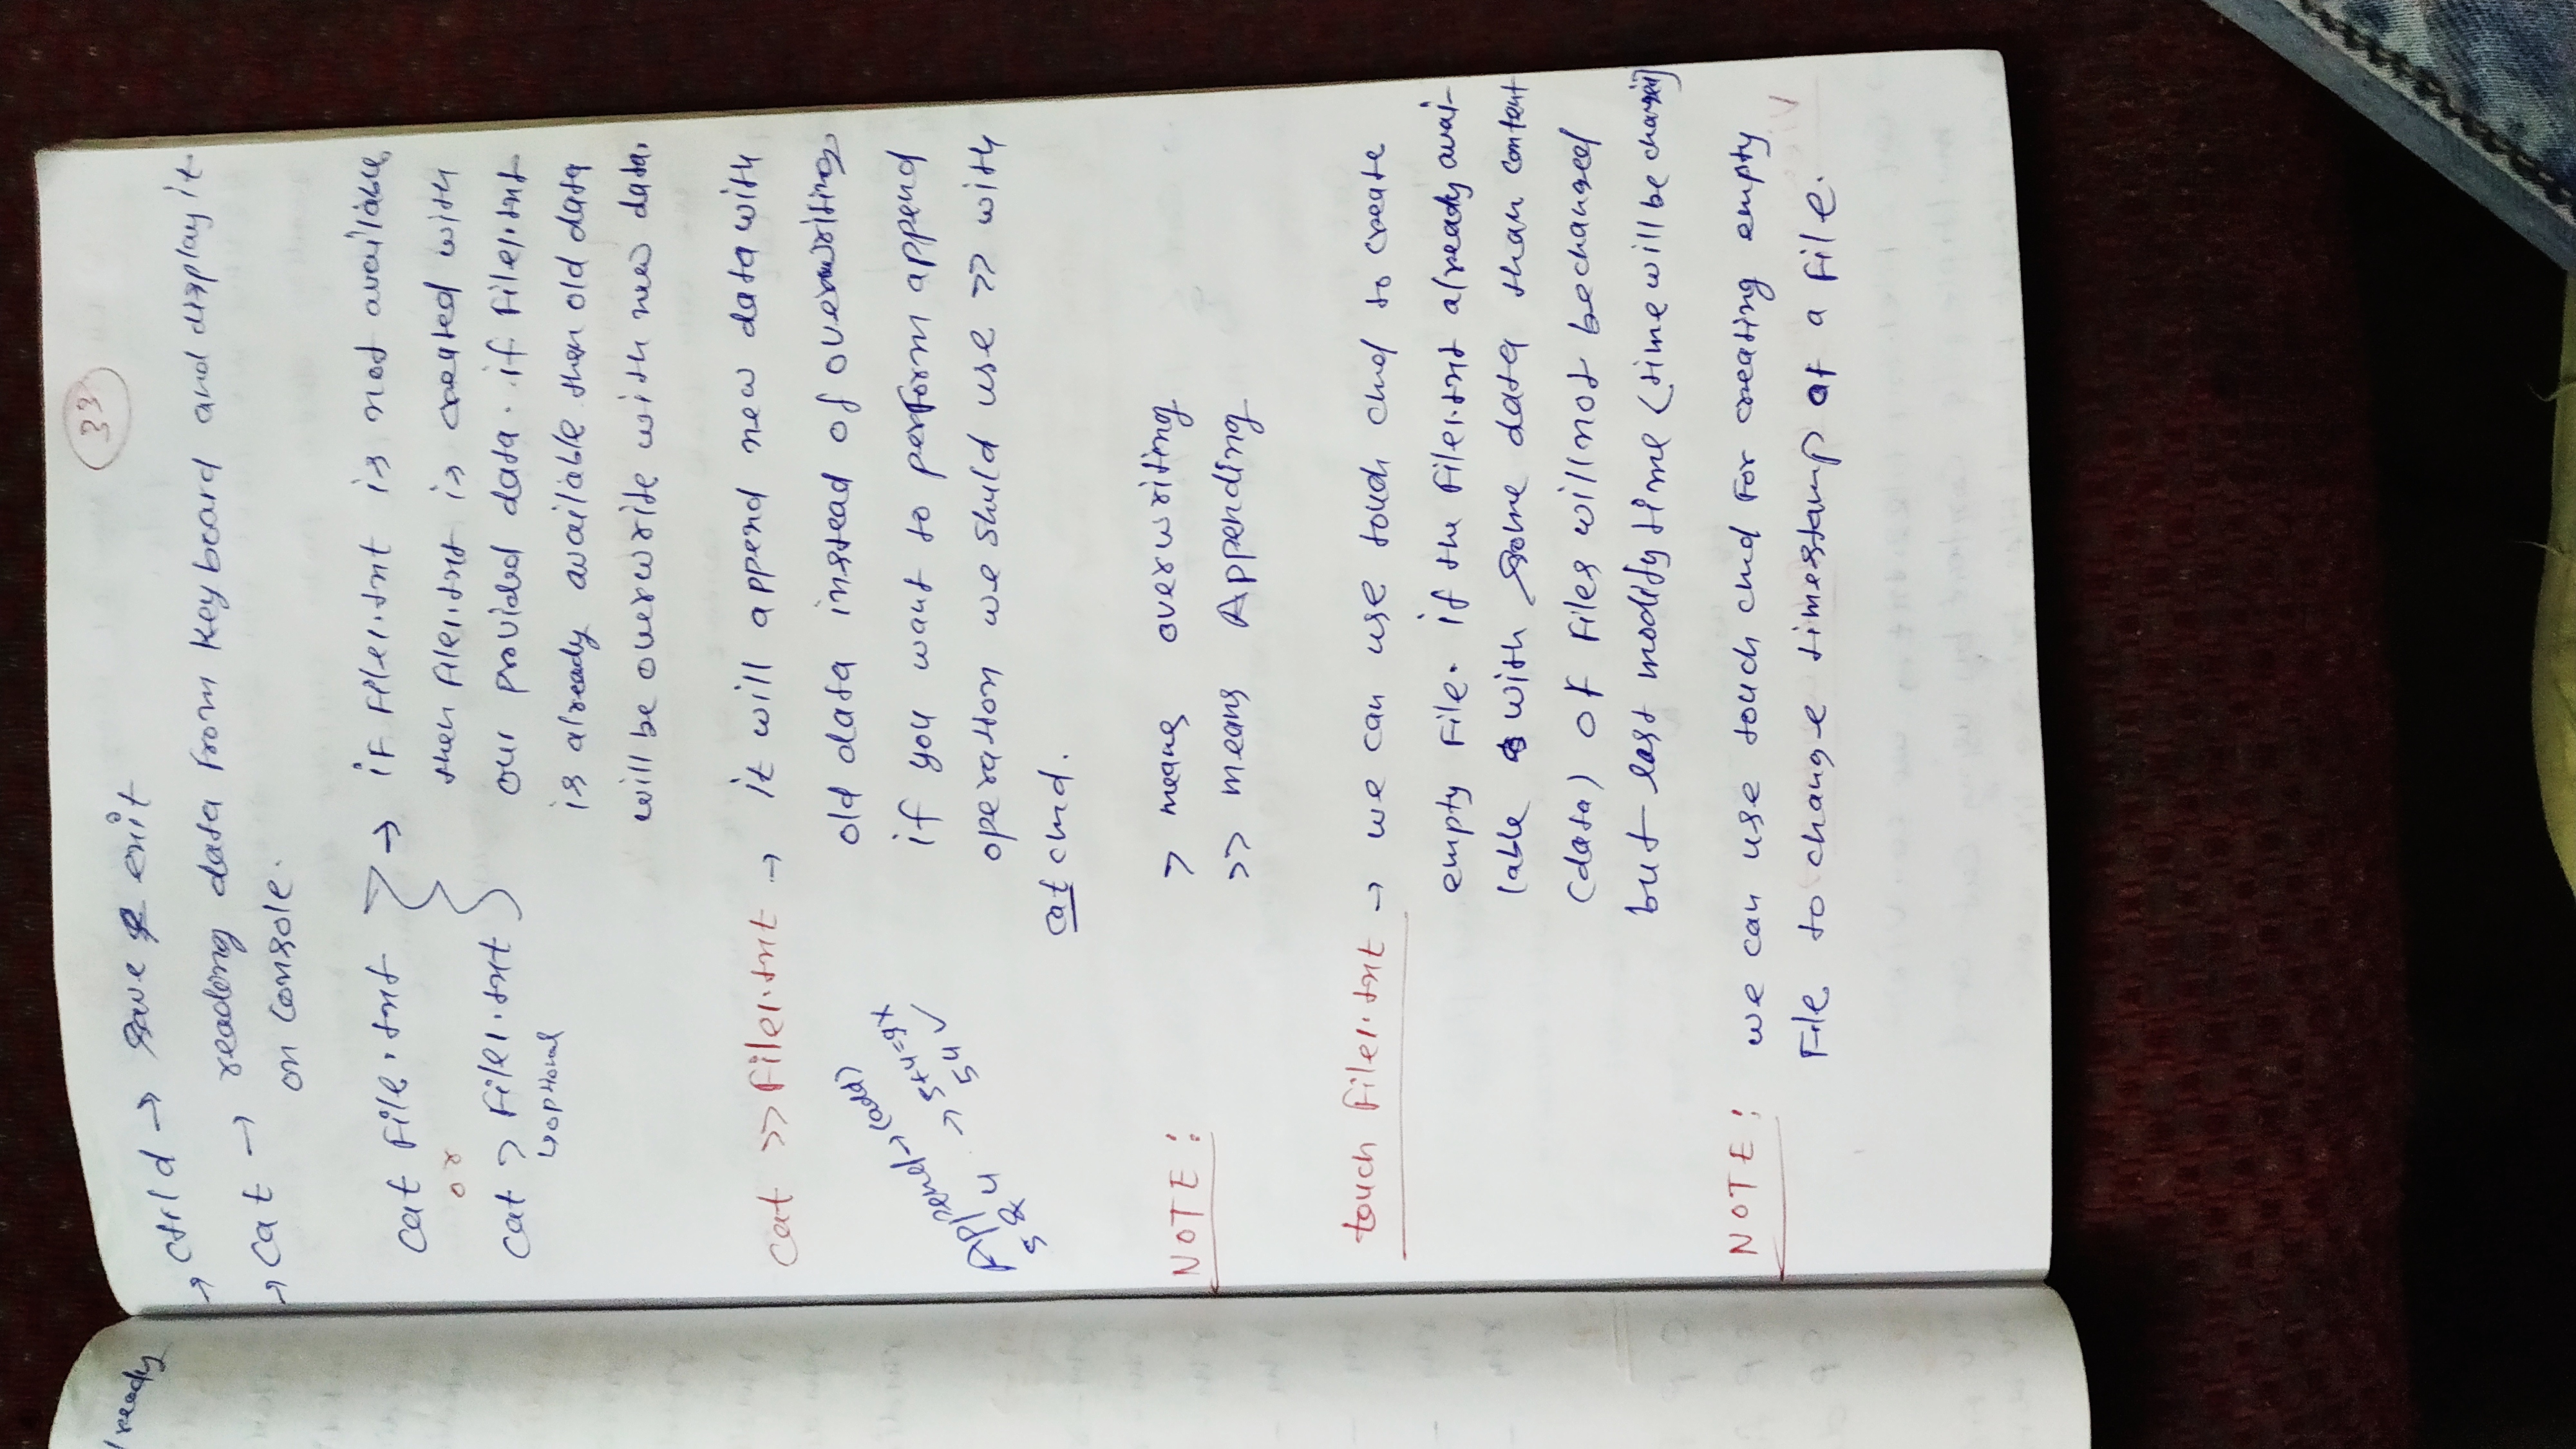 33
/ready
→ ctrl d → save & exit
→ cat → reading data from keyboard and display it
on console.
cat file.txt
or
cat > file1.txt
↳ optional
→ if file1.txt is not available,
then file1.txt is created with
our provided data. if file1.txt
is already available then old data
will be overwrite with new data.
cat >> file1.txt → it will append new data with
old data instead of overwriting
if you want to perform append
operation we shuld use >> with
cat cmd.
Append → (add)
5 & 4 → 5+4=9 x
54 ✓
NOTE: > means overwriting
>> means Appending
touch file1.txt → we can use touch cmd to create
empty file. if the file1.txt already avai-
lable with some data than content
(data) of files will not be changed
but last modify time (time will be changed)
NOTE: we can use touch cmd for creating empty
file to change timestamp of a file.